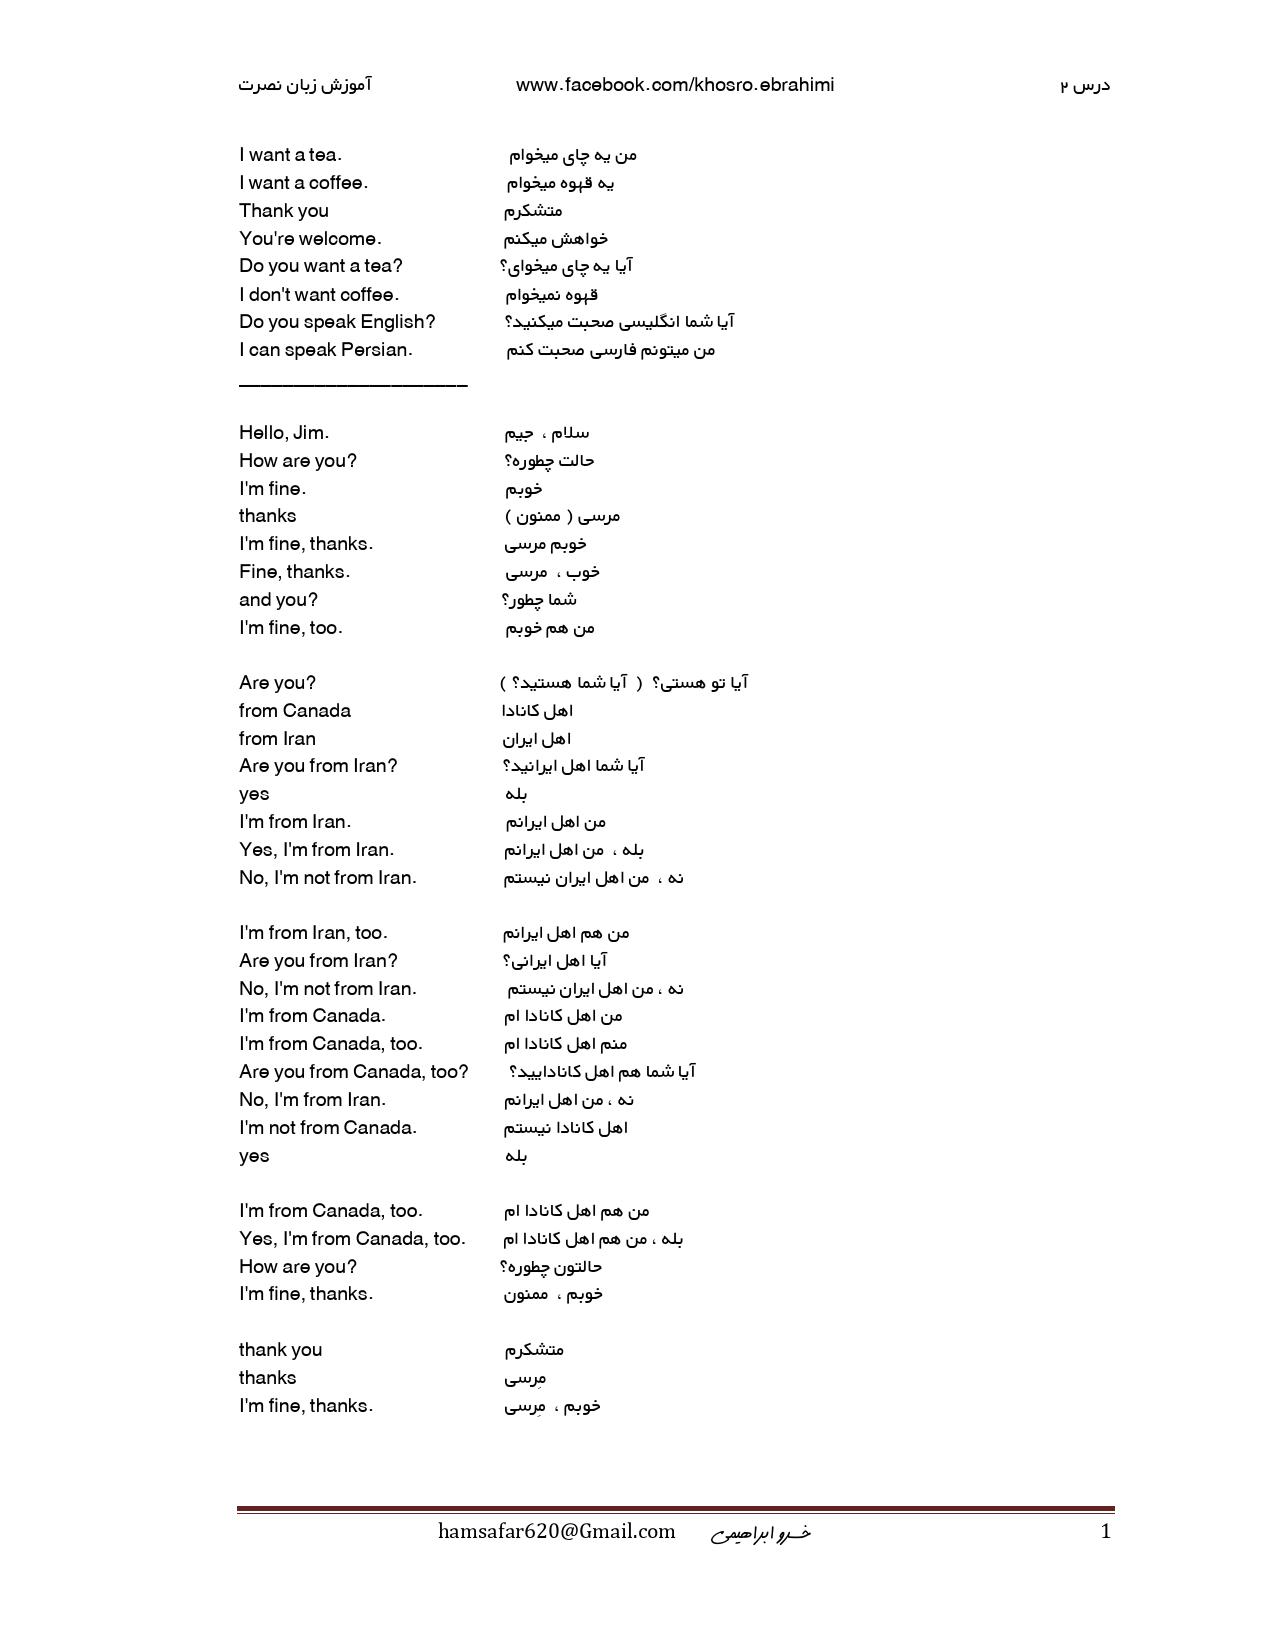 آموزش زبان نصرت www.facebook.com/khosro.ebrahimi درس ۲
I want a tea. من یه چای میخوام
I want a coffee. یه قهوه میخوام
Thank you متشکرم
You're welcome. خواهش میکنم
Do you want a tea? آیا یه چای میخوای؟
I don't want coffee. قهوه نمیخوام
Do you speak English? آیا شما انگلیسی صحبت میکنید؟
I can speak Persian. من میتونم فارسی صحبت کنم
______________________
Hello, Jim. سلام ، جیم
How are you? حالت چطوره؟
I'm fine. خوبم
thanks مرسی ( ممنون )
I'm fine, thanks. خوبم مرسی
Fine, thanks. خوب ، مرسی
and you? شما چطور؟
I'm fine, too. من هم خوبم
Are you? آیا تو هستی؟ ( آیا شما هستید؟ )
from Canada اهل کانادا
from Iran اهل ایران
Are you from Iran? آیا شما اهل ایرانید؟
yes بله
I'm from Iran. من اهل ایرانم
Yes, I'm from Iran. بله ، من اهل ایرانم
No, I'm not from Iran. نه ، من اهل ایران نیستم
I'm from Iran, too. من هم اهل ایرانم
Are you from Iran? آیا اهل ایرانی؟
No, I'm not from Iran. نه ، من اهل ایران نیستم
I'm from Canada. من اهل کانادا ام
I'm from Canada, too. منم اهل کانادا ام
Are you from Canada, too? آیا شما هم اهل کانادایید؟
No, I'm from Iran. نه ، من اهل ایرانم
I'm not from Canada. اهل کانادا نیستم
yes بله
I'm from Canada, too. من هم اهل کانادا ام
Yes, I'm from Canada, too. بله ، من هم اهل کانادا ام
How are you? حالتون چطوره؟
I'm fine, thanks. خوبم ، ممنون
thank you متشکرم
thanks مِرسی
I'm fine, thanks. خوبم ، مِرسی
hamsafar620@Gmail.com خسرو ابراهیمی 1